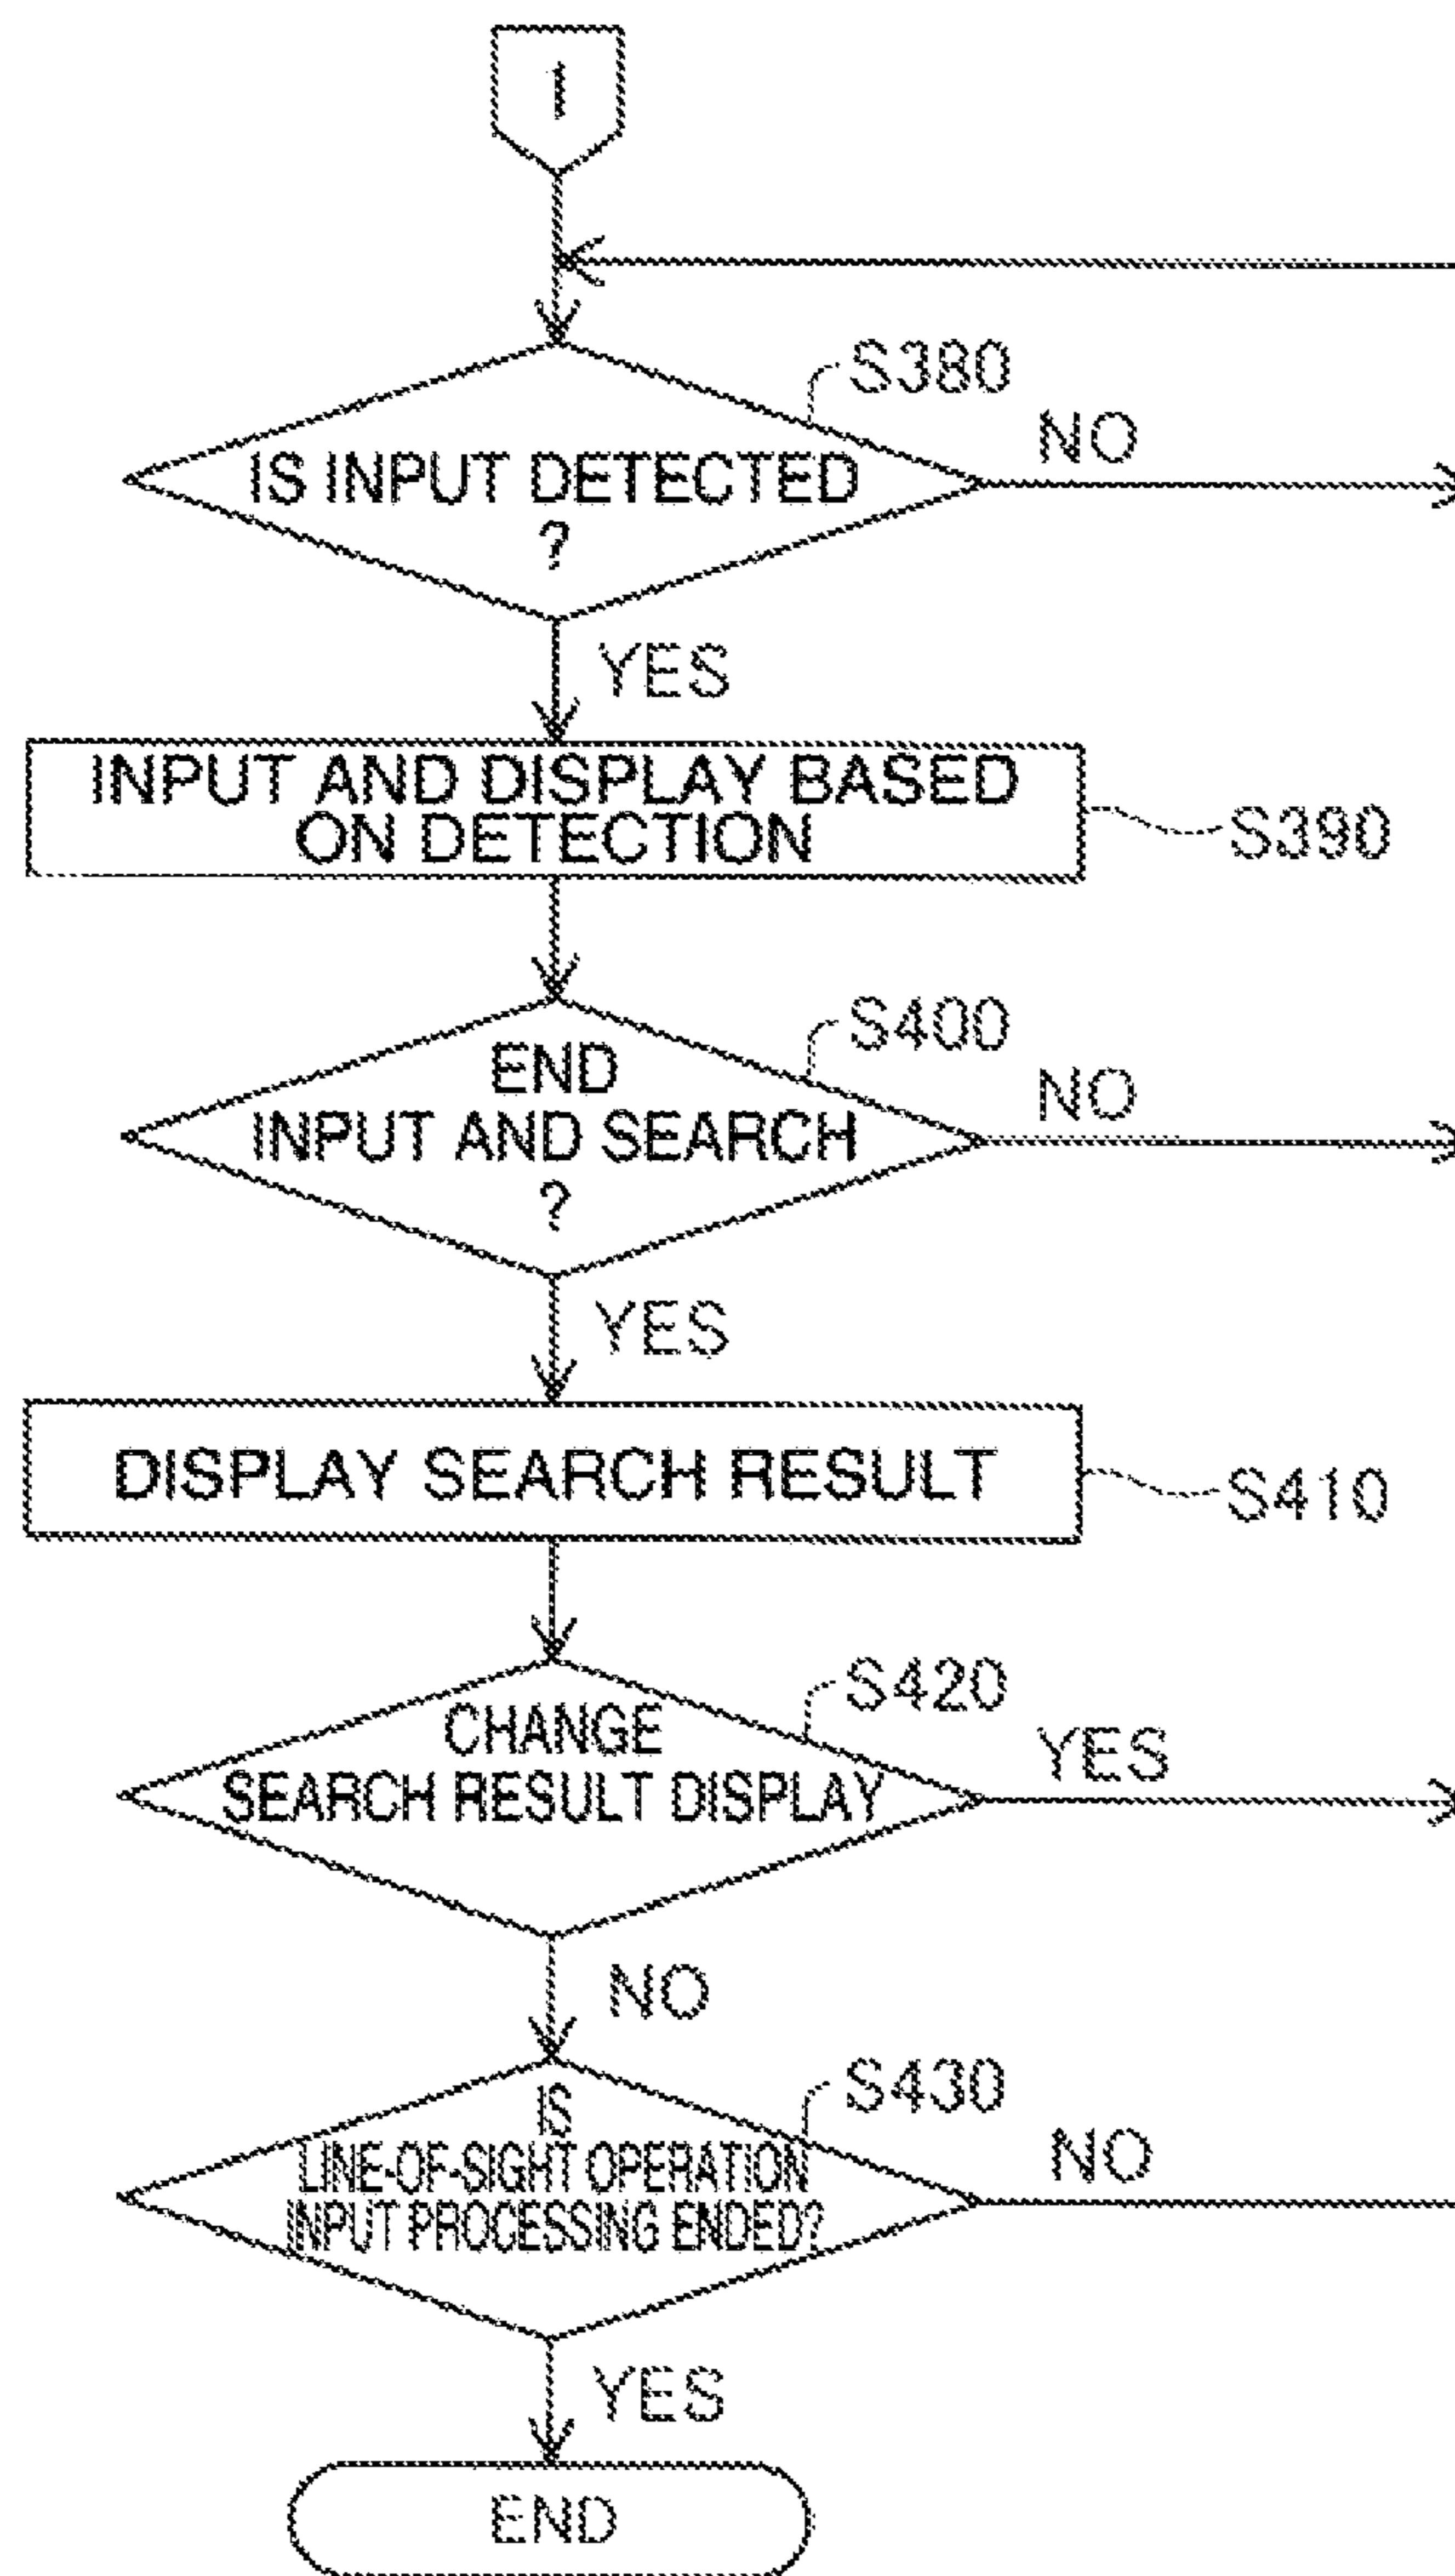 I
S380
IS INPUT DETECTED
?
NO
YES
INPUT AND DISPLAY BASED
ON DETECTION
S390
S400
END
INPUT AND SEARCH
?
NO
YES
DISPLAY SEARCH RESULT
S410
S420
CHANGE
SEARCH RESULT DISPLAY
YES
NO
S430
IS
LINE-OF-SIGHT OPERATION
INPUT PROCESSING ENDED?
NO
YES
END